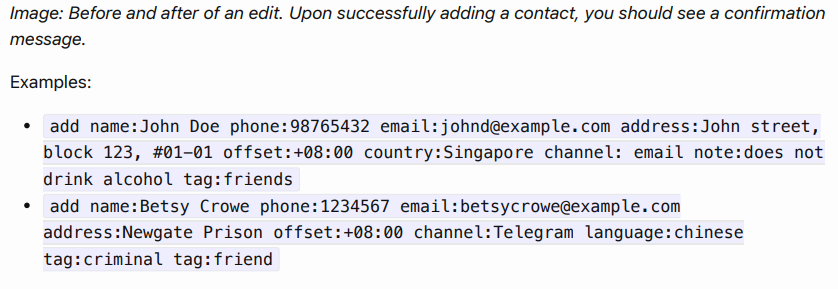 Image: Before and after of an edit. Upon successfully adding a contact, you should see a confirmation
message.
Examples:
• add name:John Doe phone:98765432 email:johnd@example.com address:John street,
block 123, #01-01 offset:+08:00 country:Singapore channel: email note:does not
drink alcohol tag:friends
• add name:Betsy Crowe phone:1234567 email:betsycrowe@example.com
address:Newgate Prison offset:+08:00 channel:Telegram language:chinese
tag:criminal tag:friend